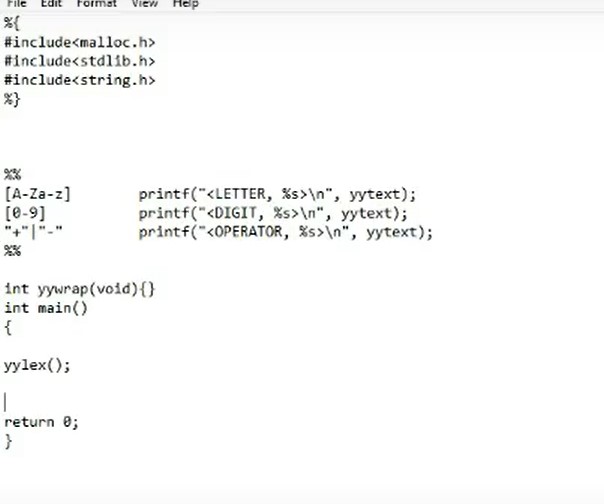 File Edit Format View Help
%{
#include<malloc.h>
#include<stdlib.h>
#include<string.h>
%}
%%
[A-Za-z] printf("<LETTER, %s>\n", yytext);
[0-9] printf("<DIGIT, %s>\n", yytext);
"+"|"-" printf("<OPERATOR, %s>\n", yytext);
%%
int yywrap(void){}
int main()
{
yylex();
return 0;
}